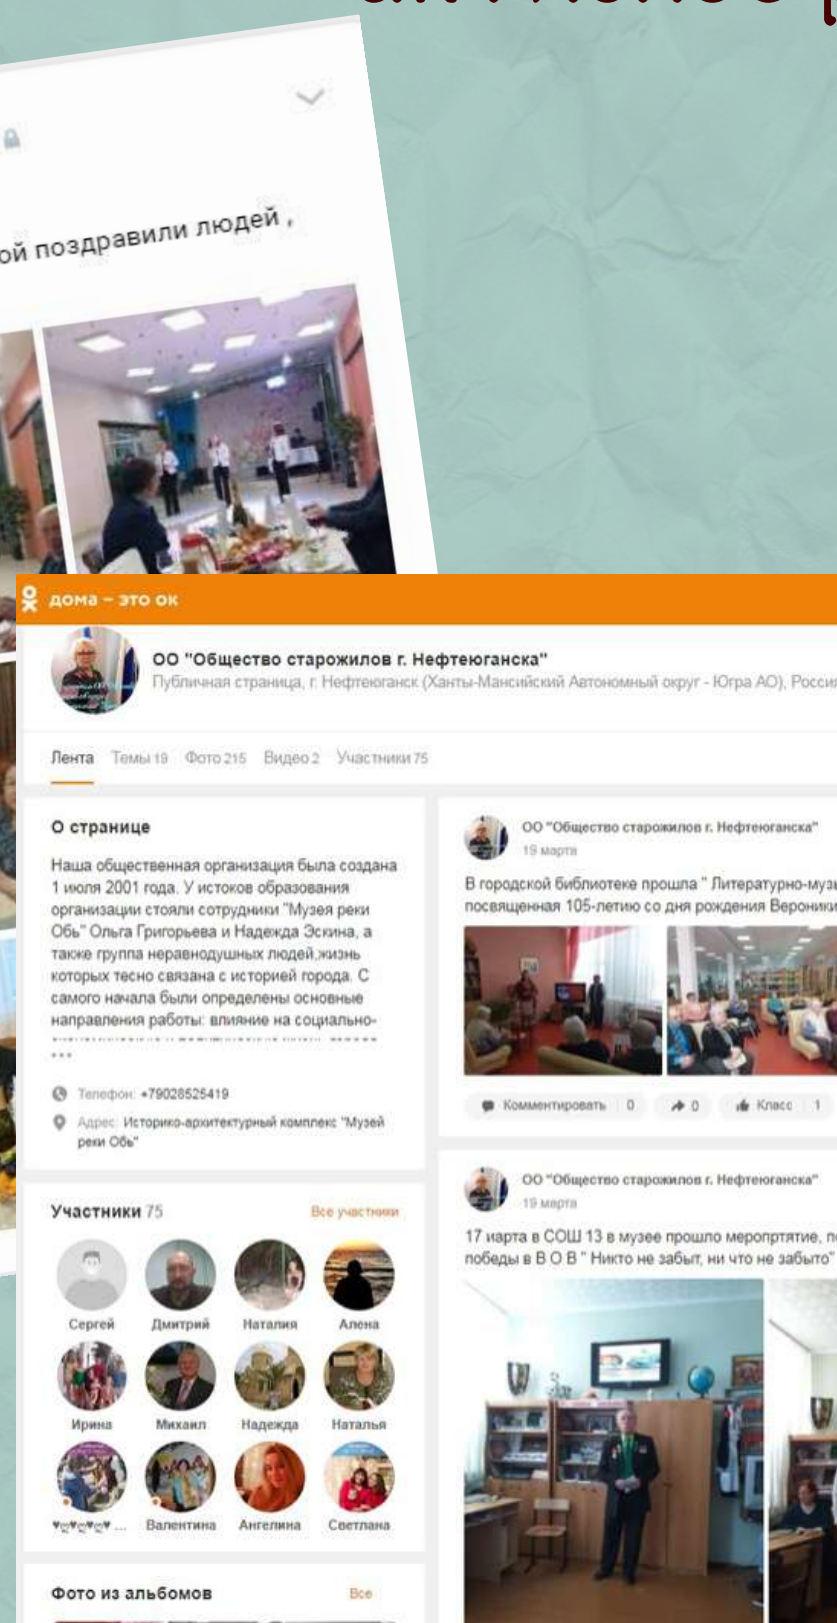 ой поздравили людей ,
дома – это ок
ОО "Общество старожилов г. Нефтеюганска"
Публичная страница, г. Нефтеюганск (Ханты-Мансийский Автономный округ - Югра АО), Россия
Лента Темы 19 Фото 215 Видео 2 Участники 75
О странице
Наша общественная организация была создана
1 июля 2001 года. У истоков образования
организации стояли сотрудники "Музея реки
Обь" Ольга Григорьева и Надежда Эскина, а
также группа неравнодушных людей,жизнь
которых тесно связана с историей города. С
самого начала были определены основные
направления работы: влияние на социально-
Телефон: +79028525419
Адрес: Историко-архитектурный комплекс "Музей
реки Обь"
Участники 75 Все участники
Сергей Дмитрий Наталия Алена
Ирина Михаил Надежда Наталья
Валентина Ангелина Светлана
Фото из альбомов Все
ОО "Общество старожилов г. Нефтеюганска"
19 марта
В городской библиотеке прошла " Литературно-музы
посвященная 105-летию со дня рождения Вероники
Комментировать 0 0 Класс 1
ОО "Общество старожилов г. Нефтеюганска"
19 марта
17 марта в СОШ 13 в музее прошло меропртятие, п
победы в В О В " Никто не забыт, ни что не забыто"